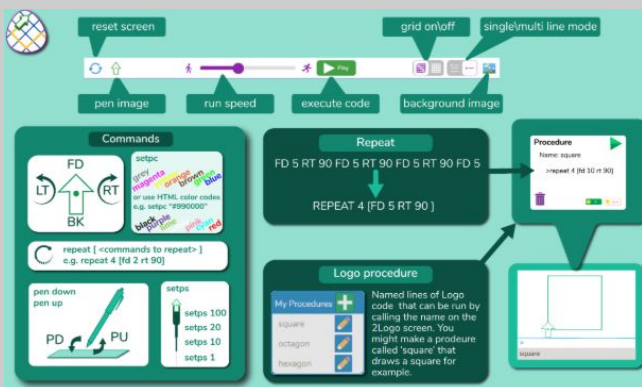 reset screen
grid on\off
single\multi line mode
Play
pen image
run speed
execute code
background image
Commands
FD
LT
RT
BK
setpc
grey
magenta
orange
brown
green
blue
or use HTML color codes
e.g. setpc "#990000"
black
purple
lime
pink
cyan
red
repeat [ <commands to repeat> ]
e.g. repeat 4 [fd 2 rt 90]
pen down
pen up
PD
PU
setps
setps 100
setps 20
setps 10
setps 1
Repeat
FD 5 RT 90 FD 5 RT 90 FD 5 RT 90 FD 5
REPEAT 4 [FD 5 RT 90 ]
Logo procedure
My Procedures
square
octagon
hexagon
Named lines of Logo
code that can be run by
calling the name on the
2Logo screen. You
might make a prodeure
called 'square' that
draws a square for
example.
Procedure
Name: square
>repeat 4 [fd 10 rt 90]
square